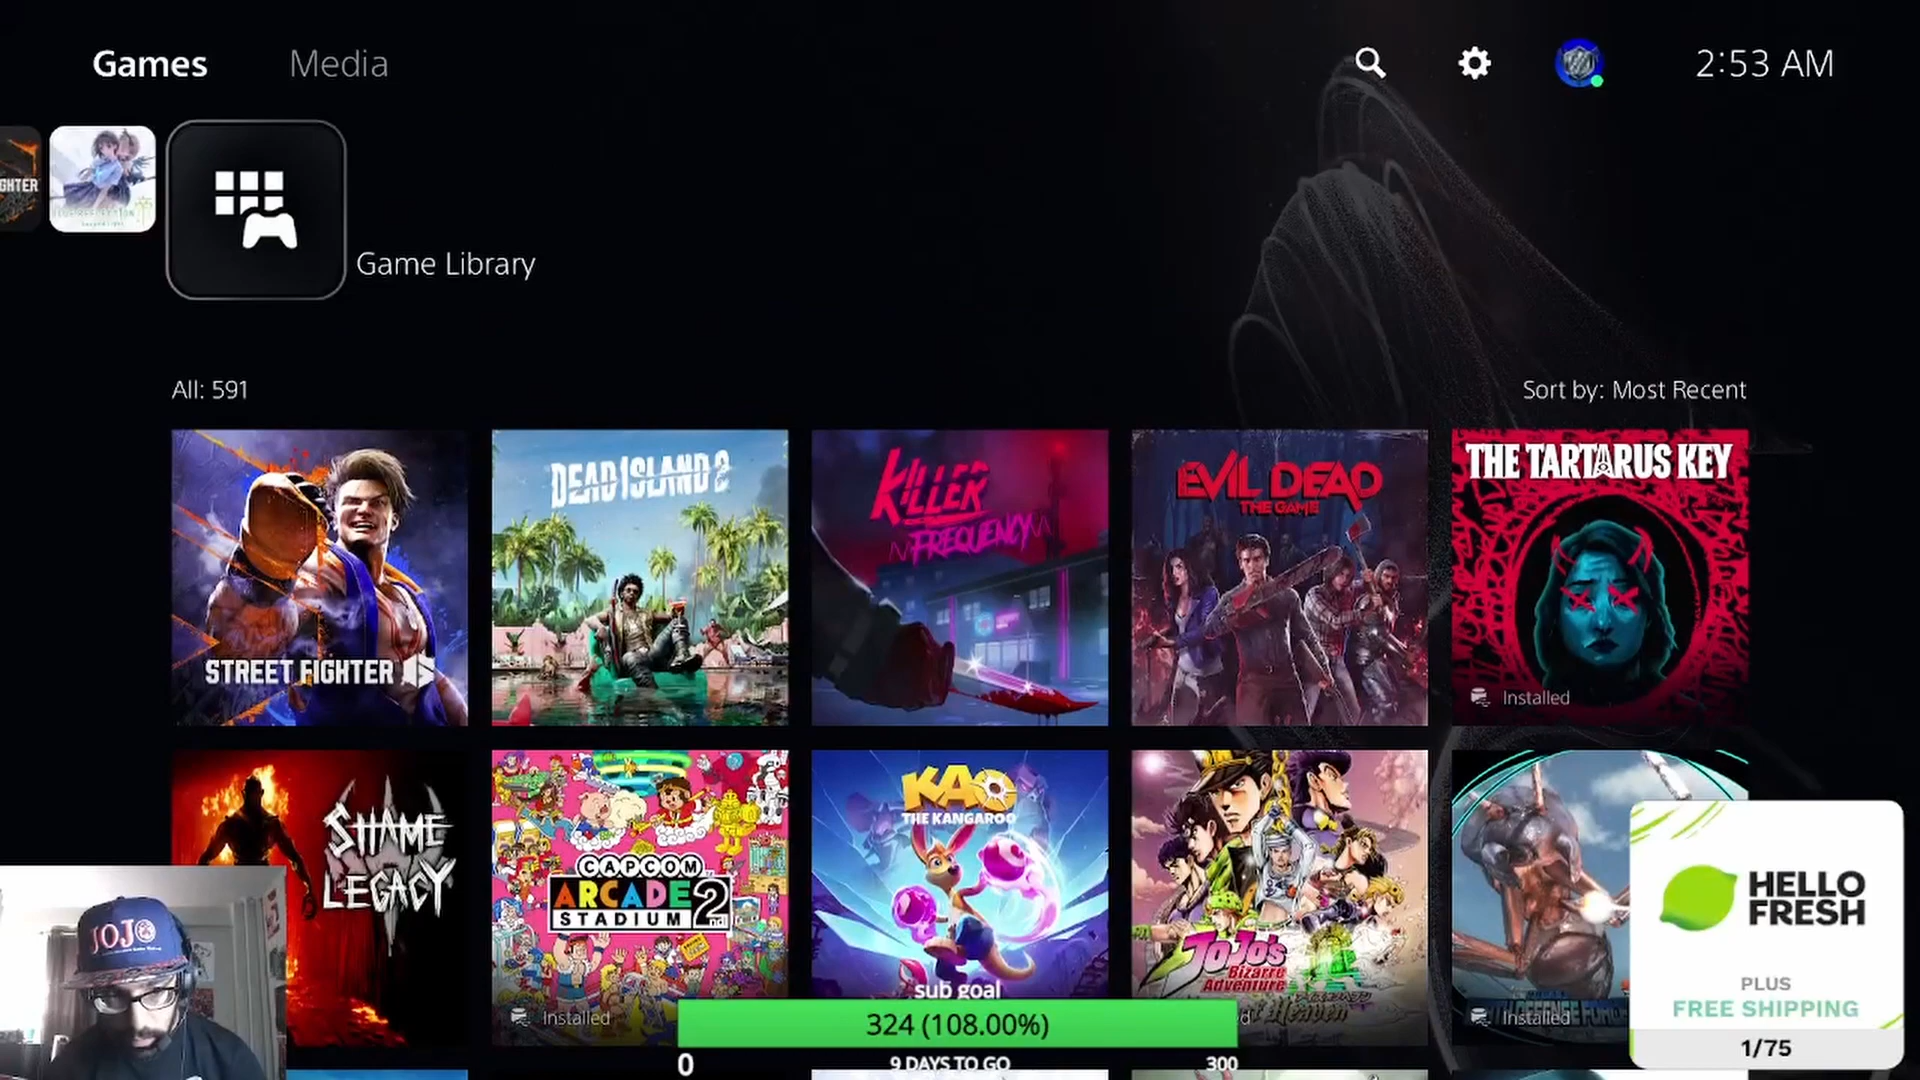 Games
Media
2:53 AM
GHTER
Game Library
All: 591
Sort by: Most Recent
STREET FIGHTER 6
DEAD ISLAND 2
KILLER
FREQUENCY
EVIL DEAD
THE GAME
THE TARTARUS KEY
Installed
SHAME
LEGACY
CAPCOM
ARCADE
STADIUM 2nd
Installed
KAO
THE KANGAROO
JoJo's
Bizarre
Adventure
Installed
JOJO
sub goal
324 (108.00%)
0
9 DAYS TO GO
300
HELLO
FRESH
PLUS
FREE SHIPPING
1/75